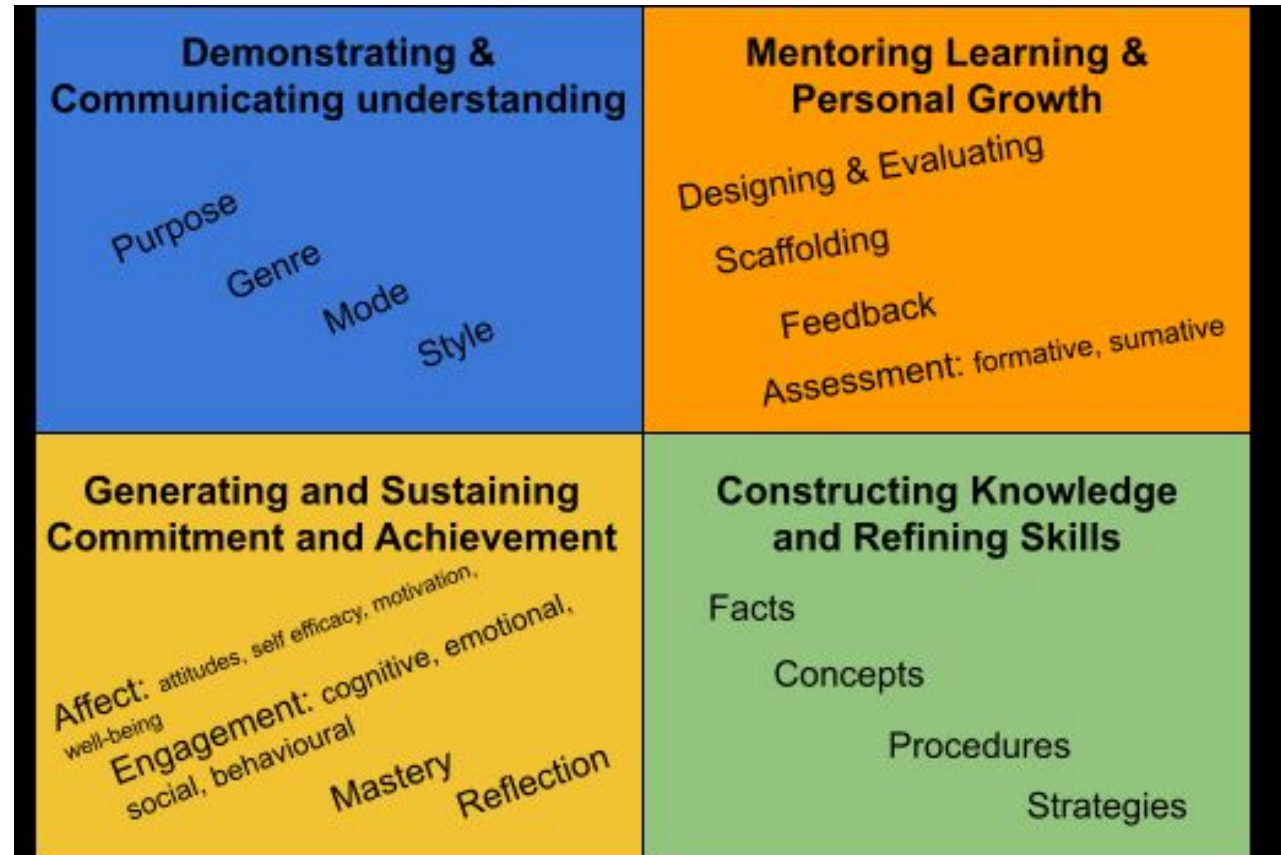 Demonstrating &
Communicating understanding
Purpose
Genre
Mode
Style
Mentoring Learning &
Personal Growth
Designing & Evaluating
Scaffolding
Feedback
Assessment: formative, sumative
Generating and Sustaining
Commitment and Achievement
Affect: attitudes, self efficacy, motivation,
well-being
Engagement: cognitive, emotional,
social, behavioural
Mastery
Reflection
Constructing Knowledge
and Refining Skills
Facts
Concepts
Procedures
Strategies